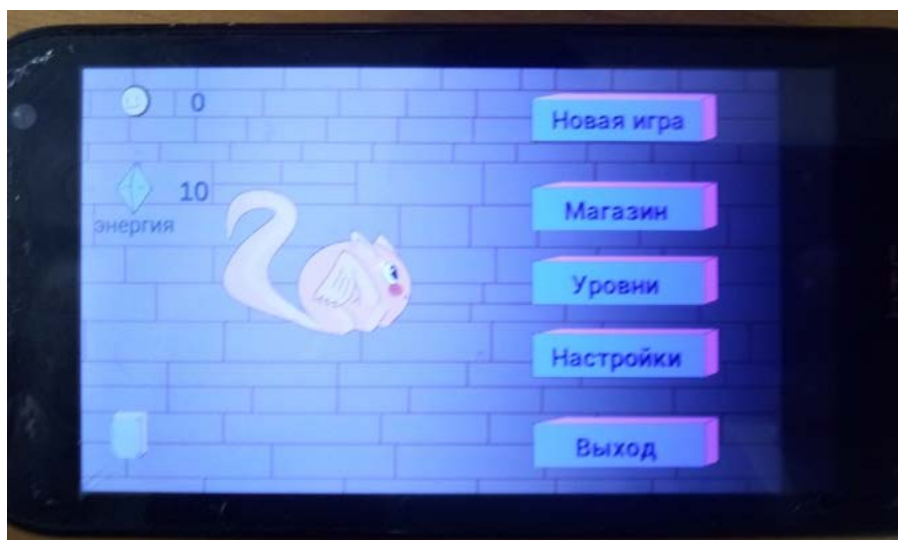 0
10
энергия
Новая игра
Магазин
Уровни
Настройки
Выход